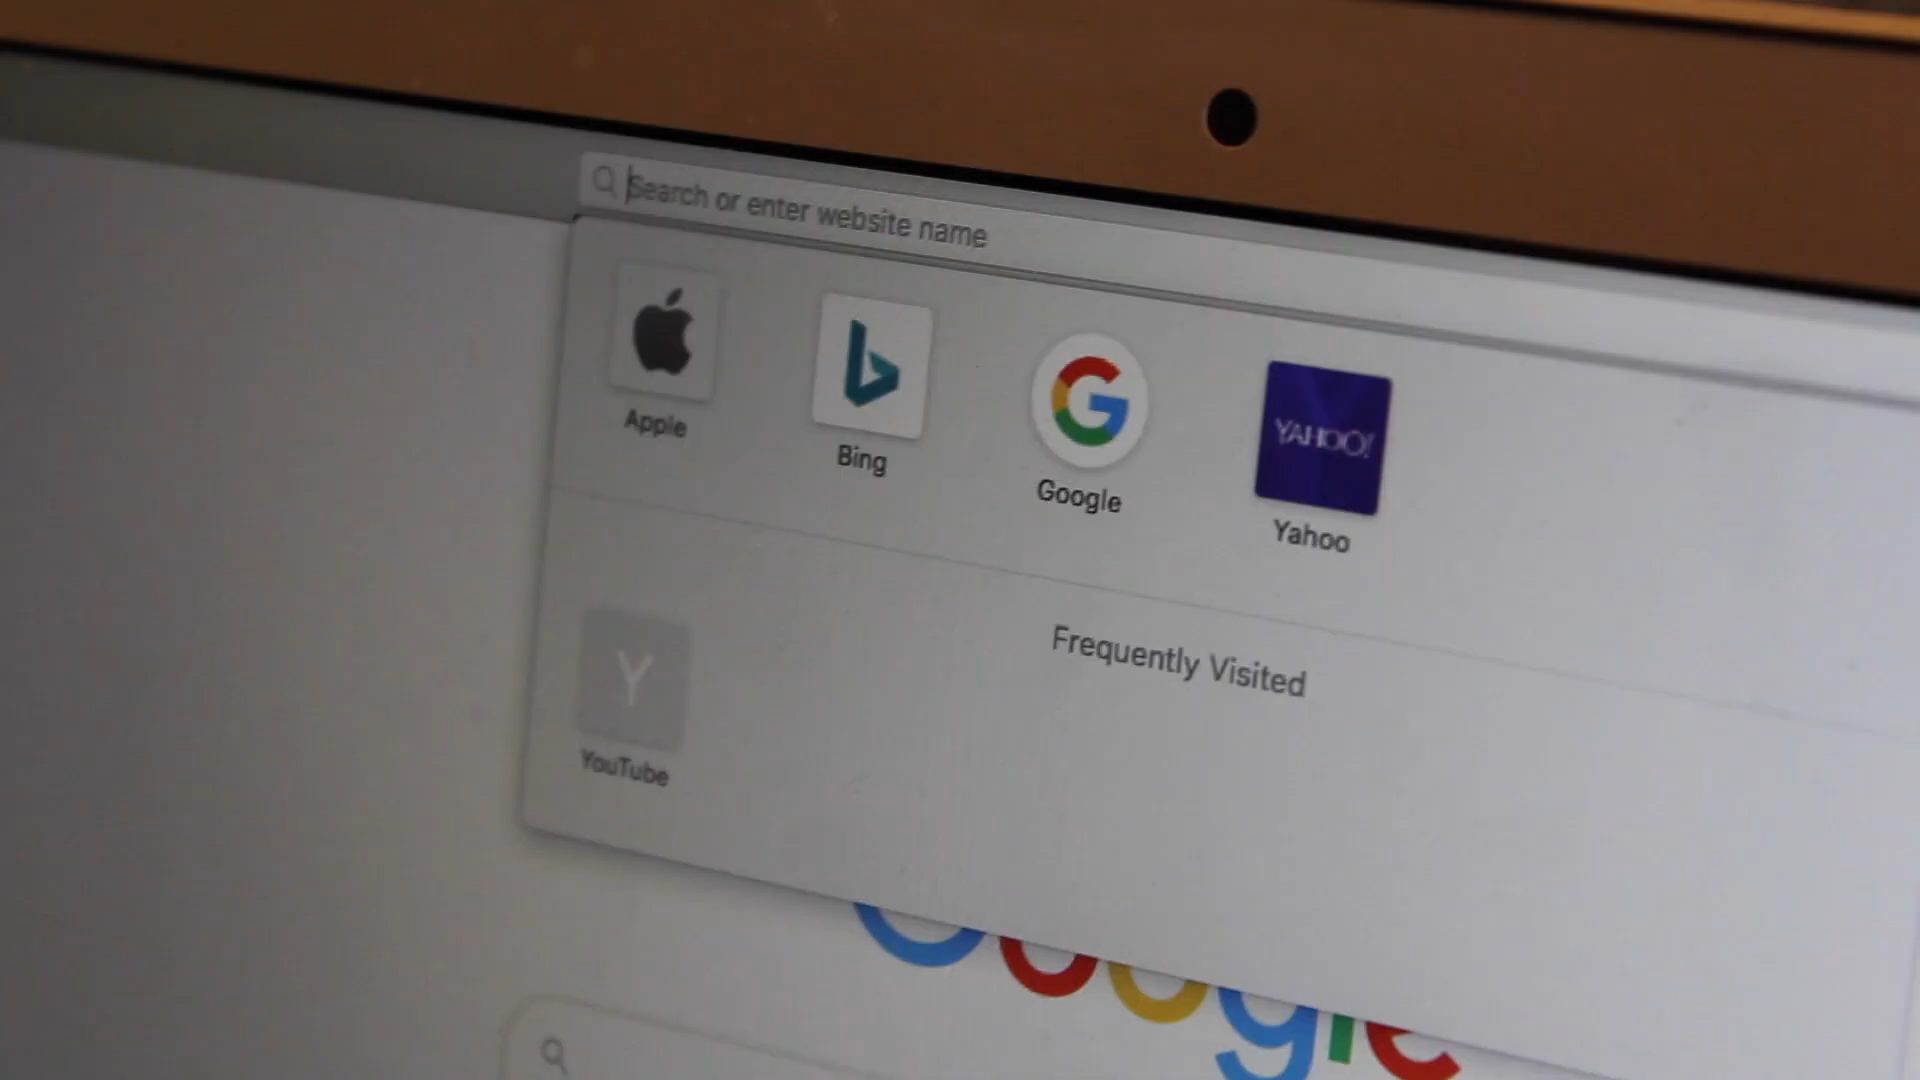 Search or enter website name
Apple
Bing
Google
YAHOO!
Yahoo
Frequently Visited
Y
YouTube
Google